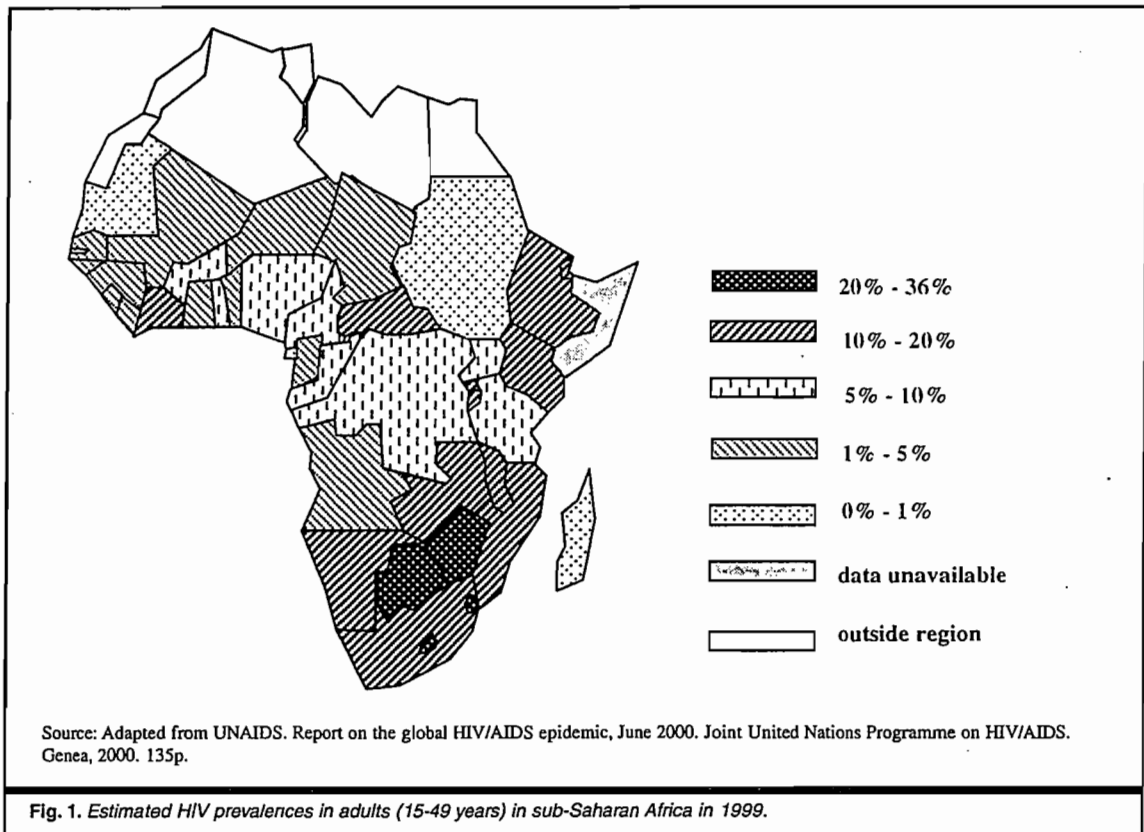 20% - 36%
10% - 20%
5% - 10%
1% - 5%
0% - 1%
data unavailable
outside region
Source: Adapted from UNAIDS. Report on the global HIV/AIDS epidemic, June 2000. Joint United Nations Programme on HIV/AIDS.
Genea, 2000. 135p.
Fig. 1. Estimated HIV prevalences in adults (15-49 years) in sub-Saharan Africa in 1999.